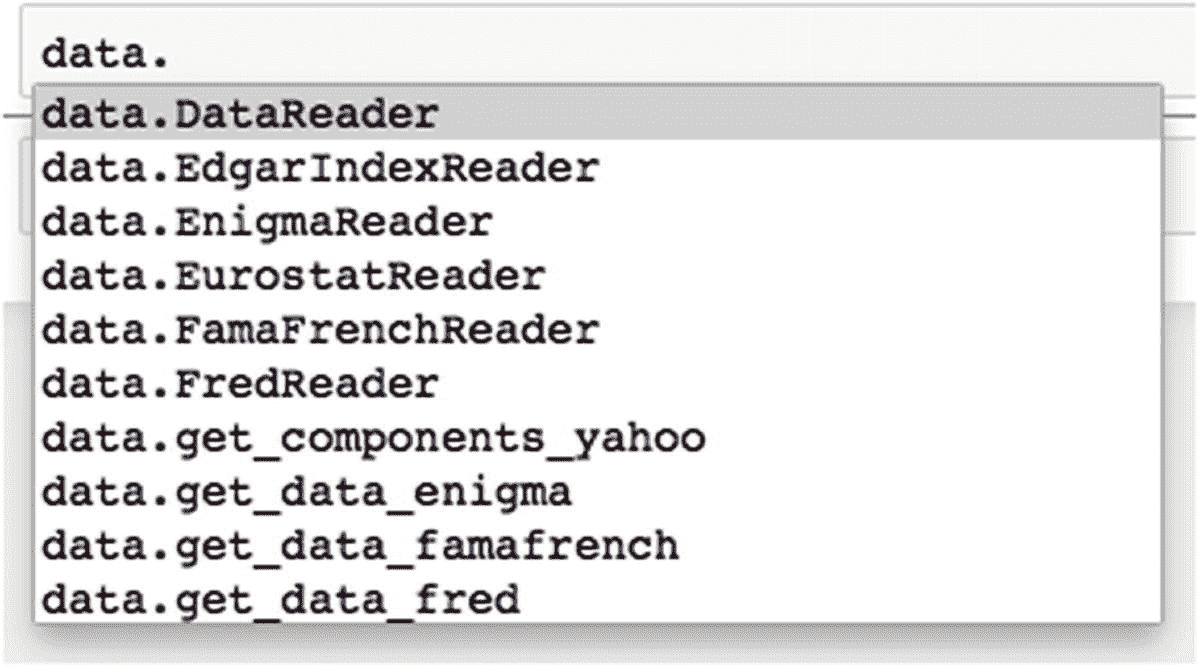 data.
data.DataReader
data.EdgarIndexReader
data.EnigmaReader
data.EurostatReader
data.FamaFrenchReader
data.FredReader
data.get_components_yahoo
data.get_data_enigma
data.get_data_famafrench
data.get_data_fred